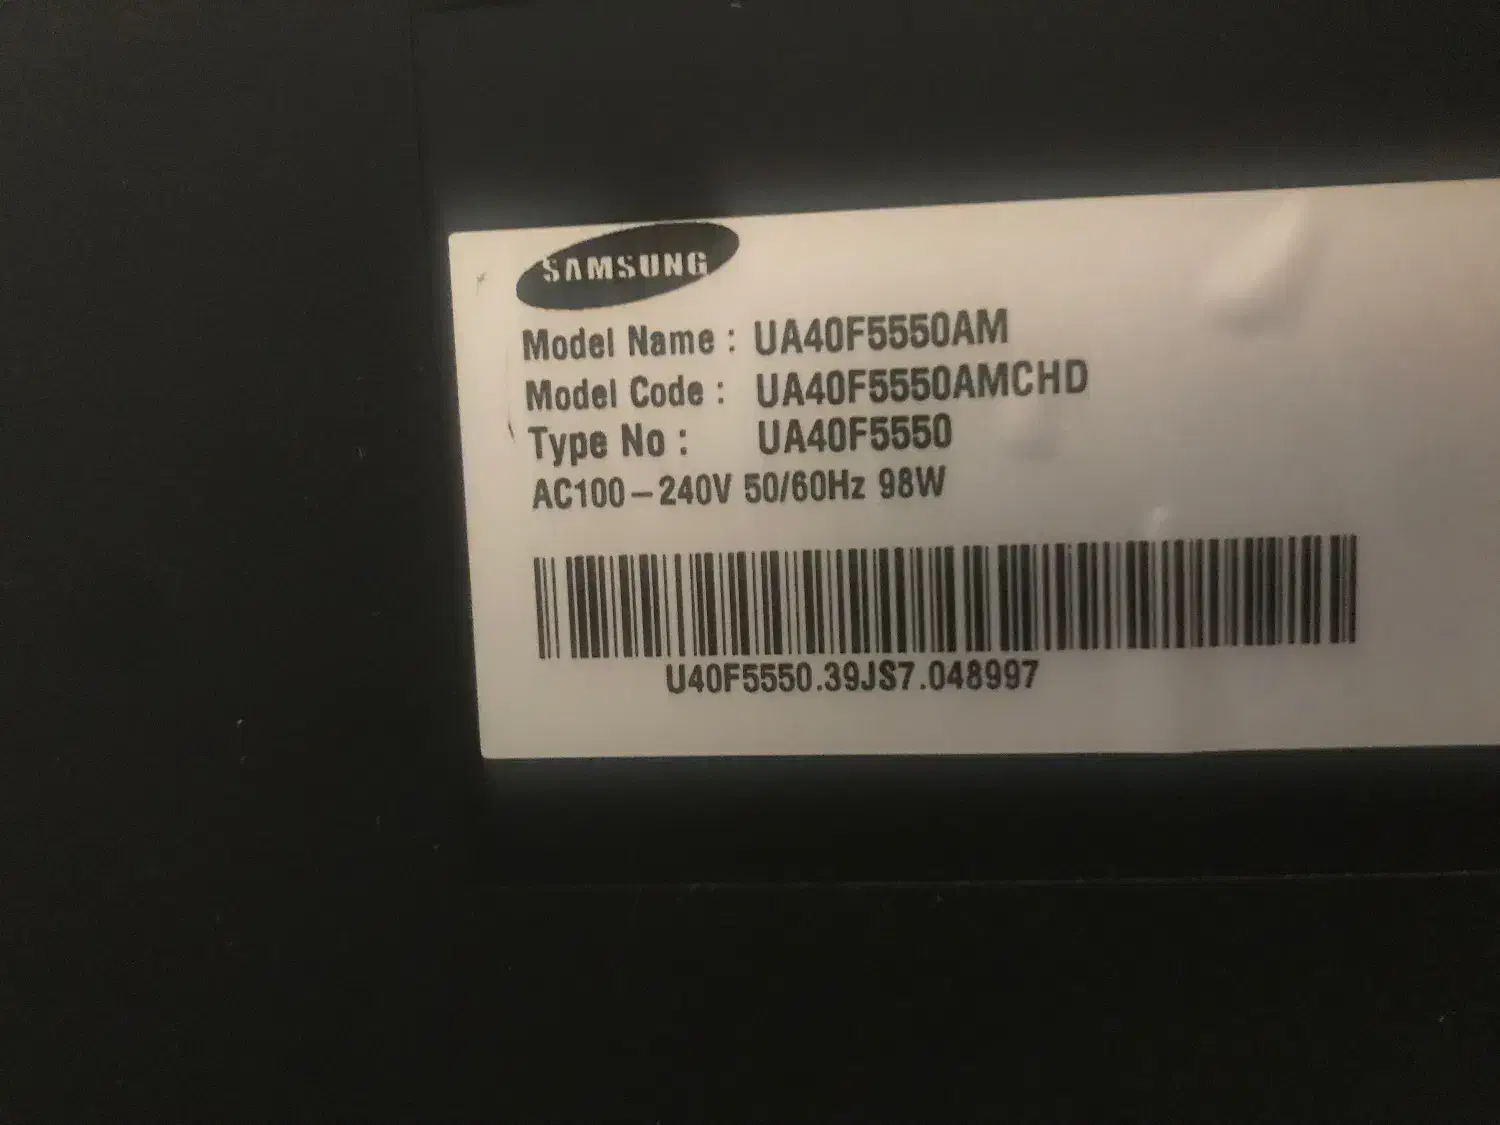 SAMSUNG
Model Name : UA40F5550AM
Model Code : UA40F5550AMCHD
Type No : UA40F5550
AC100-240V 50/60Hz 98W
U40F5550.39JS7.048997